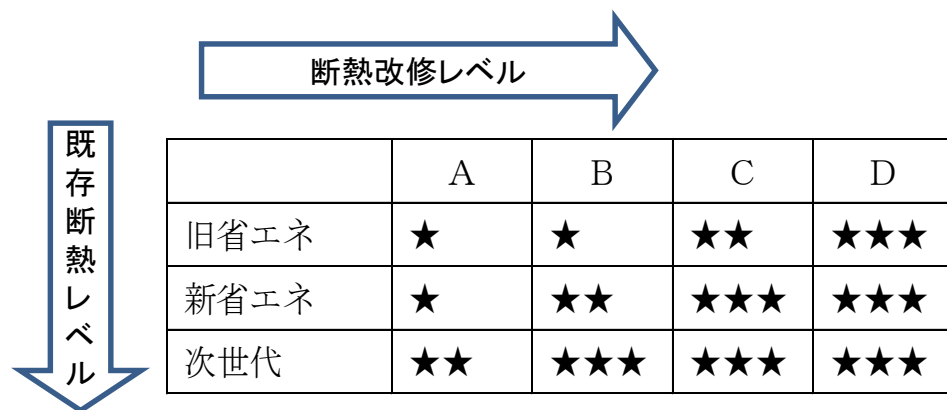 断熱改修レベル
既存断熱レベル
A B C D
旧省エネ ★ ★ ★★ ★★★
新省エネ ★ ★★ ★★★ ★★★
次世代 ★★ ★★★ ★★★ ★★★